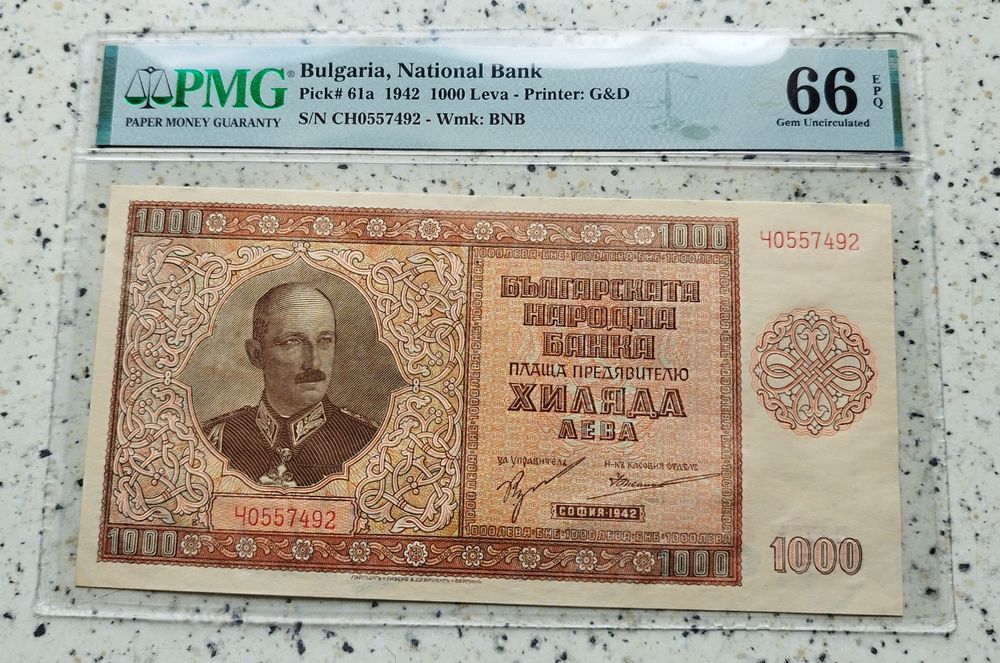 PMG®
PAPER MONEY GUARANTY
Bulgaria, National Bank
Pick# 61a 1942 1000 Leva - Printer: G&D
S/N CH0557492 - Wmk: BNB
66 EPQ
Gem Uncirculated
1000
1000
Ч0557492
БЪЛГАРСКАТА
НАРОДНА
БАНКА
ПЛАЩА ПРЕДЯВИТЕЛЮ
ХИЛЯДА
ЛЕВА
ЗА УПРАВИТЕЛЬ
Н-КЪ КАСОВИЯ ОТДѢЛЪ
СОФИЯ·1942
Ч0557492
1000
1000
1000